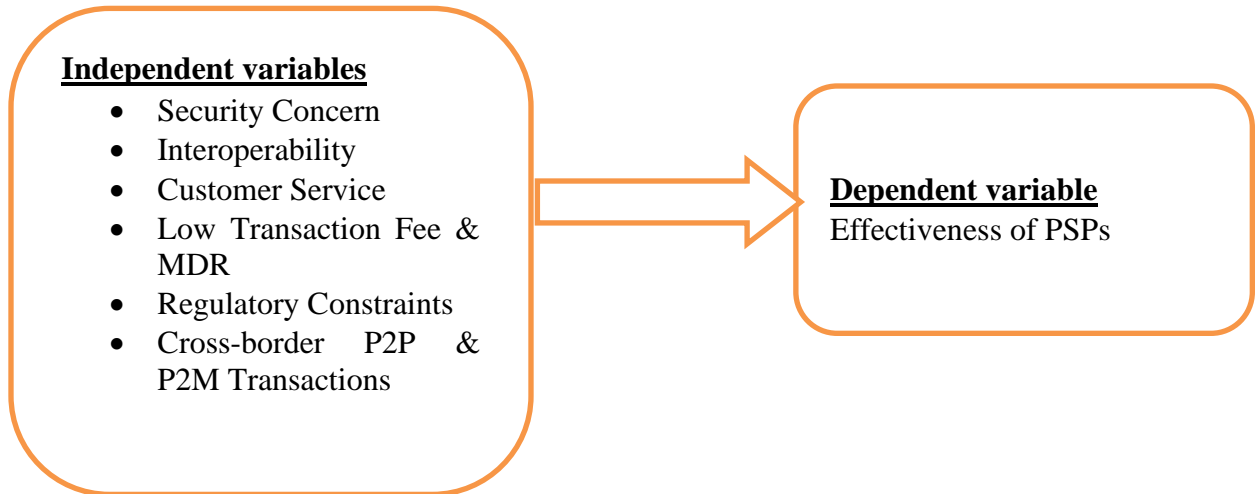 Independent variables
• Security Concern
• Interoperability
• Customer Service
• Low Transaction Fee &
MDR
• Regulatory Constraints
• Cross-border P2P &
P2M Transactions
Dependent variable
Effectiveness of PSPs